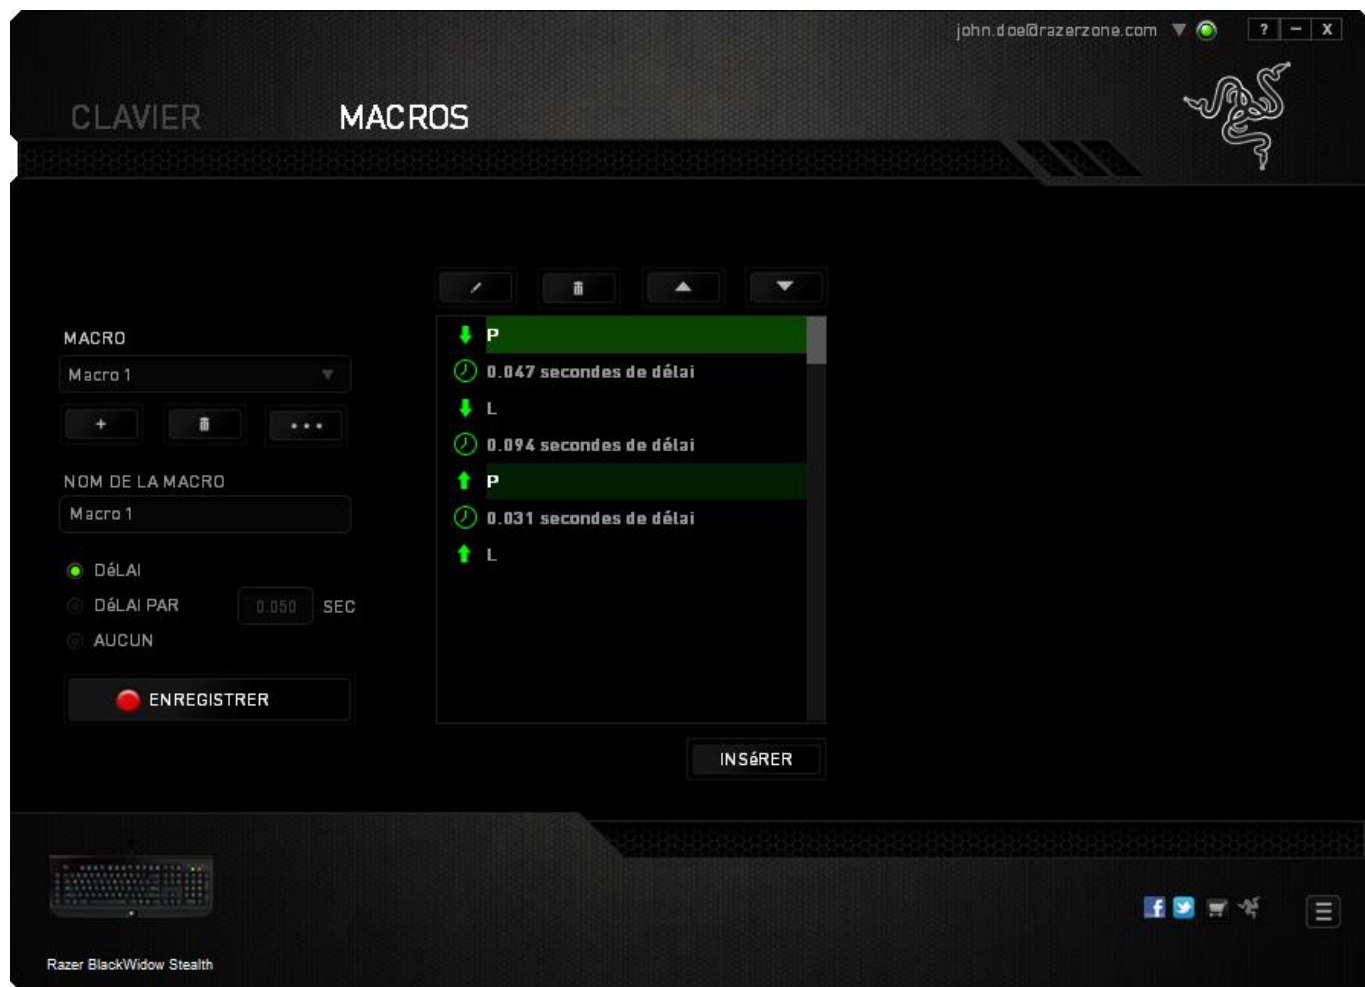 john.doe@razerzone.com
? – X
CLAVIER MACROS
MACRO
Macro 1
+
...
NOM DE LA MACRO
Macro 1
DéLAI
DéLAI PAR 0.050 SEC
AUCUN
ENREGISTRER
P
0.047 secondes de délai
L
0.094 secondes de délai
P
0.031 secondes de délai
L
INSéRER
Razer BlackWidow Stealth